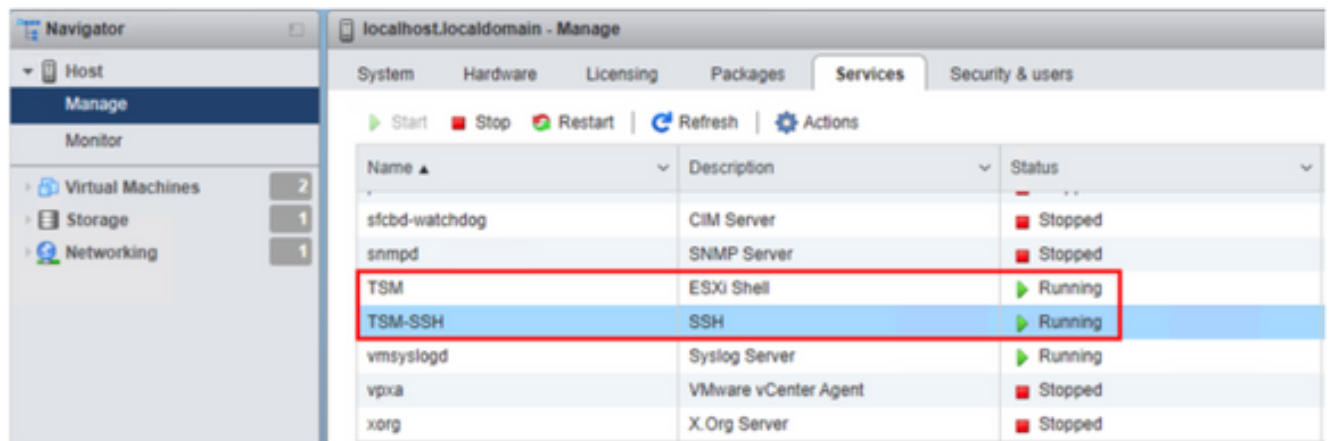 Navigator
localhost.localdomain - Manage
Host
Manage
Monitor
Virtual Machines 2
Storage 1
Networking 1
System Hardware Licensing Packages Services Security & users
Start Stop Restart Refresh Actions
Name Description Status
sfcbd-watchdog CIM Server Stopped
snmpd SNMP Server Stopped
TSM ESXi Shell Running
TSM-SSH SSH Running
vmsyslogd Syslog Server Running
vpxa VMware vCenter Agent Stopped
xorg X.Org Server Stopped